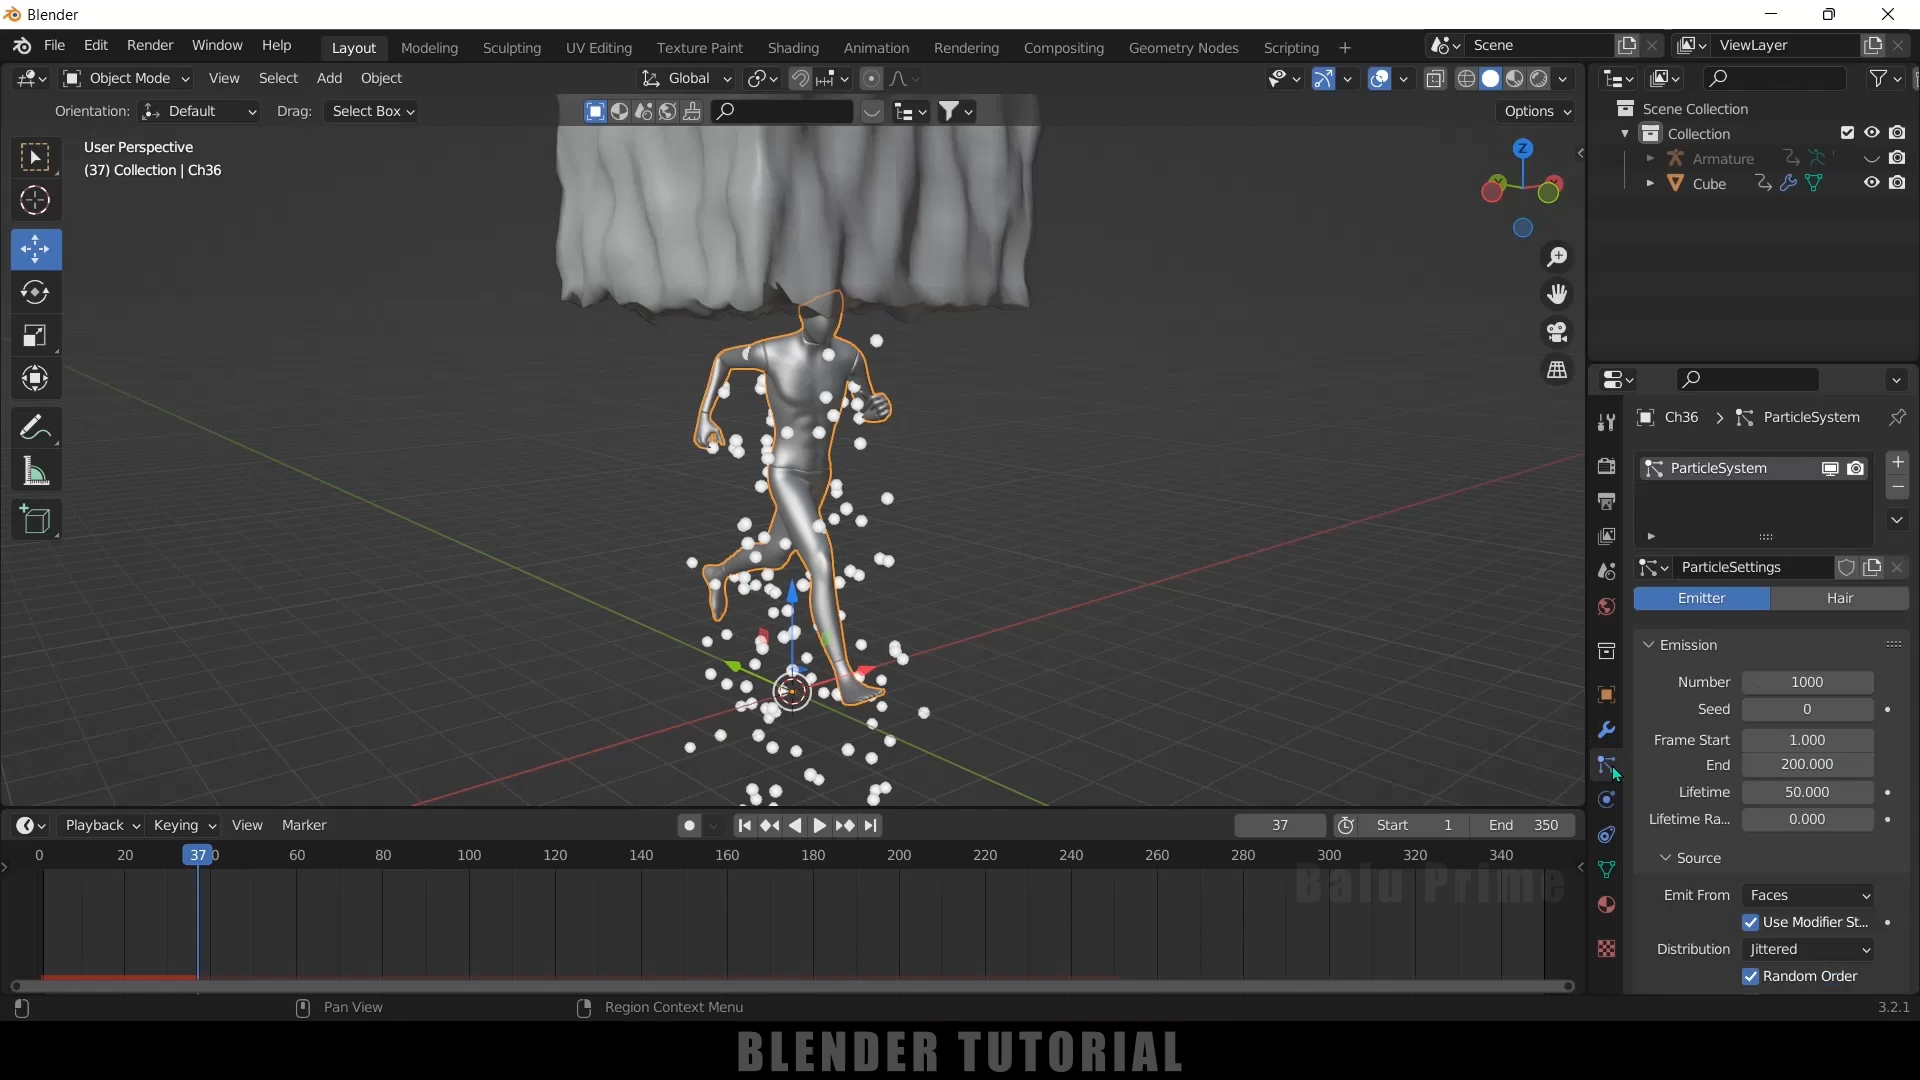 Blender
File Edit Render Window Help Layout Modeling Sculpting UV Editing Texture Paint Shading Animation Rendering Compositing Geometry Nodes Scripting + Scene ViewLayer
Object Mode View Select Add Object Global
Orientation: Default Drag: Select Box Options
User Perspective
(37) Collection | Ch36
Z
Scene Collection
Collection
Armature
Cube
Ch36 > ParticleSystem
ParticleSystem
ParticleSettings
Emitter Hair
Emission
Number 1000
Seed 0
Frame Start 1.000
End 200.000
Lifetime 50.000
Lifetime Ra... 0.000
Source
Emit From Faces
Use Modifier St...
Distribution Jittered
Random Order
Playback Keying View Marker 37 Start 1 End 350
0 20 37 0 60 80 100 120 140 160 180 200 220 240 260 280 300 320 340
Balu Prime
Pan View Region Context Menu 3.2.1
BLENDER TUTORIAL